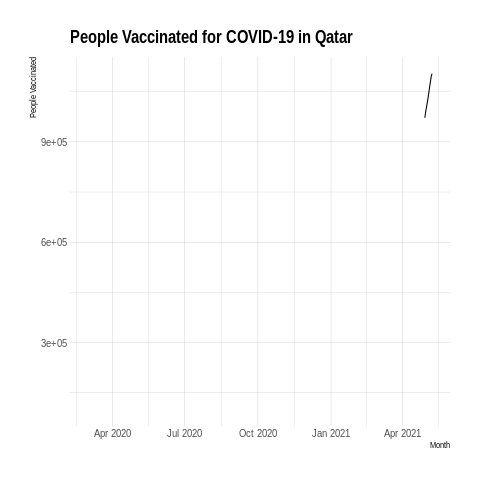 People Vaccinated for COVID-19 in Qatar
People Vaccinated
9e+05
6e+05
3e+05
Apr 2020 Jul 2020 Oct 2020 Jan 2021 Apr 2021
Month